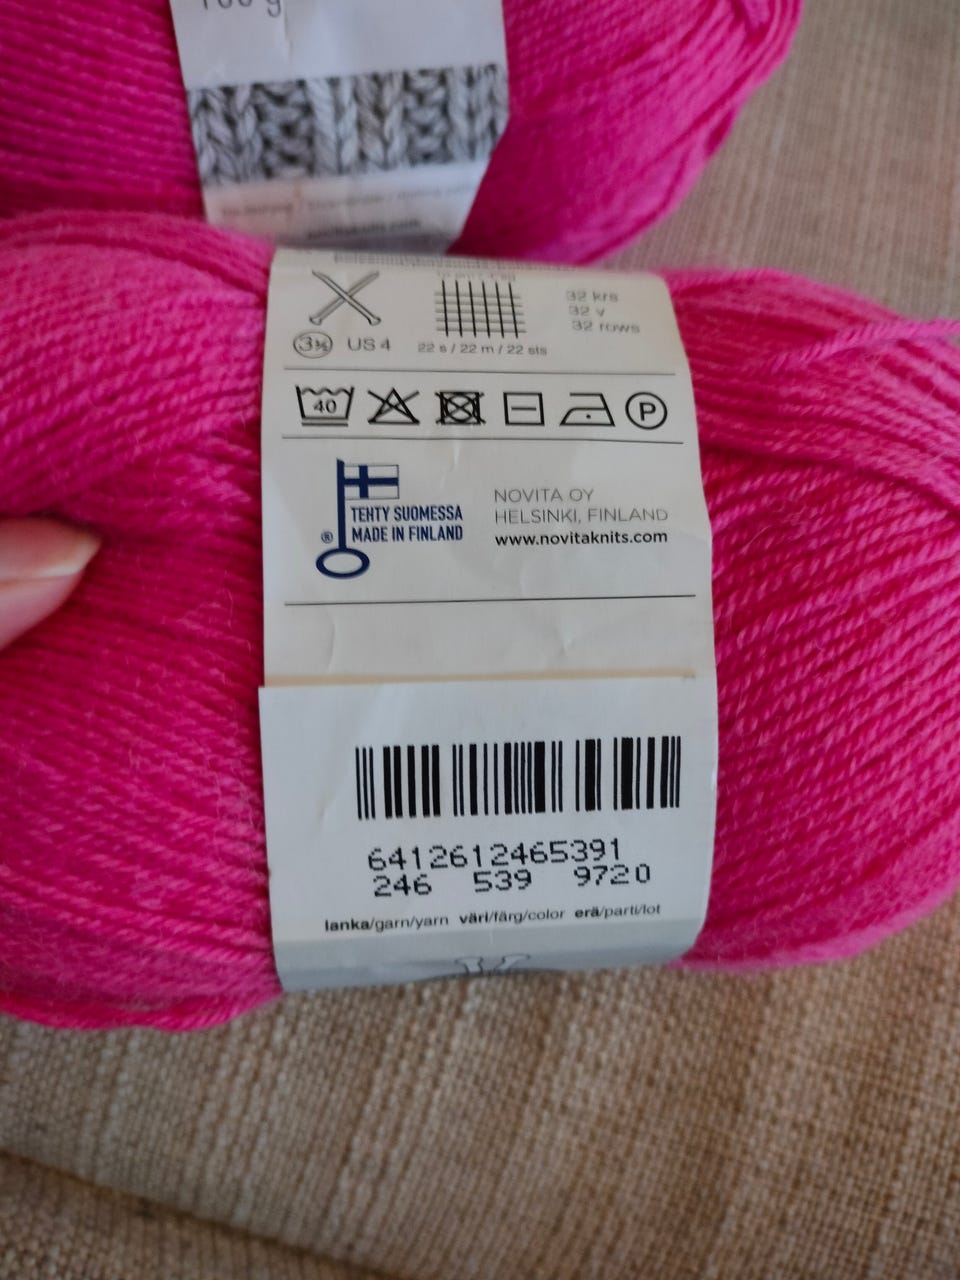 100 g
32 krs
32 v
32 rows
3½ US 4
22 s / 22 m / 22 sts
40
P
TEHTY SUOMESSA
® MADE IN FINLAND
NOVITA OY
HELSINKI, FINLAND
www.novitaknits.com
6412612465391
246 539 9720
lanka/garn/yarn väri/färg/color erä/parti/lot